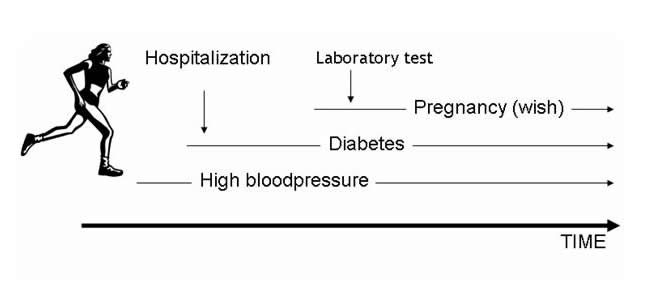 Hospitalization
Laboratory test
Pregnancy (wish)
Diabetes
High bloodpressure
TIME